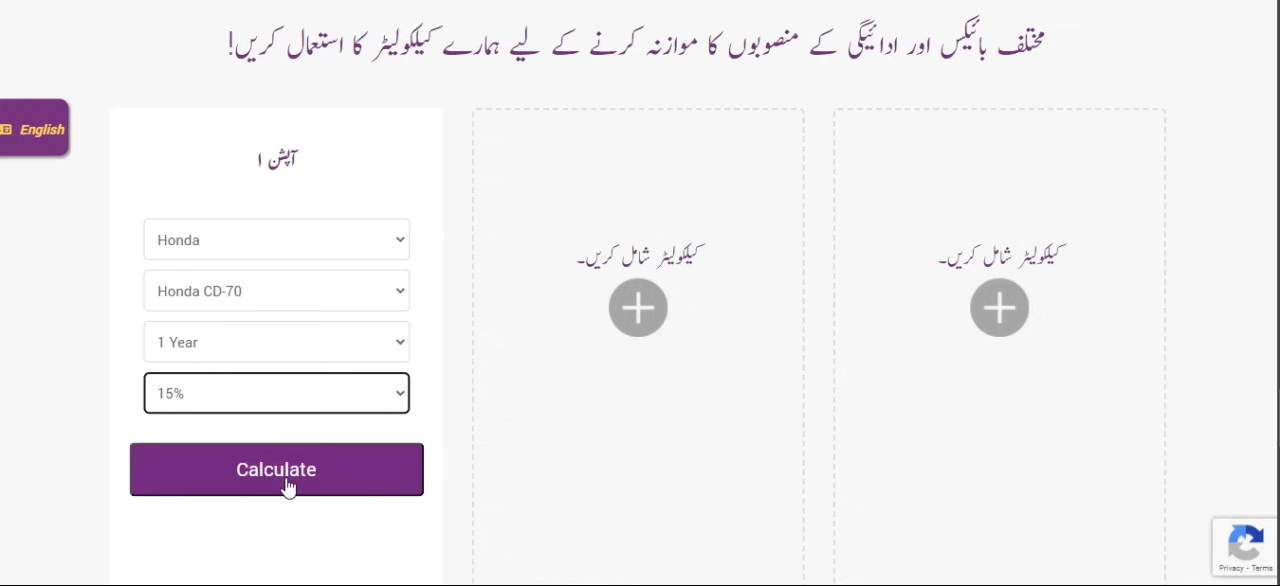 مختلف بائیکس اور ادائیگی کے منصوبوں کا موازنہ کرنے کے لیے ہمارے کیلکولیٹر کا استعمال کریں!
English
آپشن ۱
Honda
Honda CD-70
1 Year
15%
Calculate
کیلکولیٹر شامل کریں۔
کیلکولیٹر شامل کریں۔
Privacy - Terms